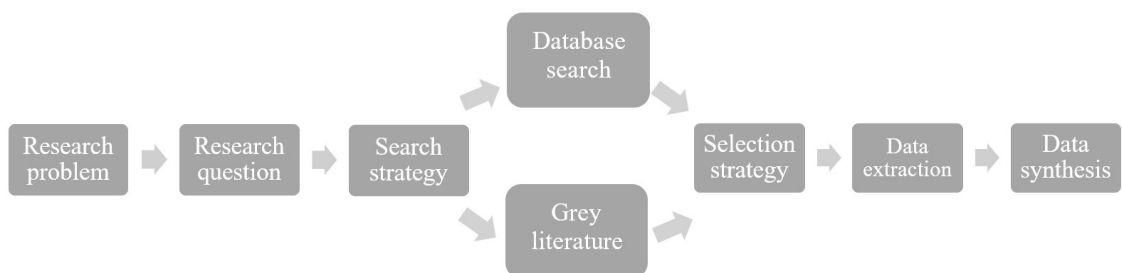 Research
problem
Research
question
Search
strategy
Database
search
Grey
literature
Selection
strategy
Data
extraction
Data
synthesis